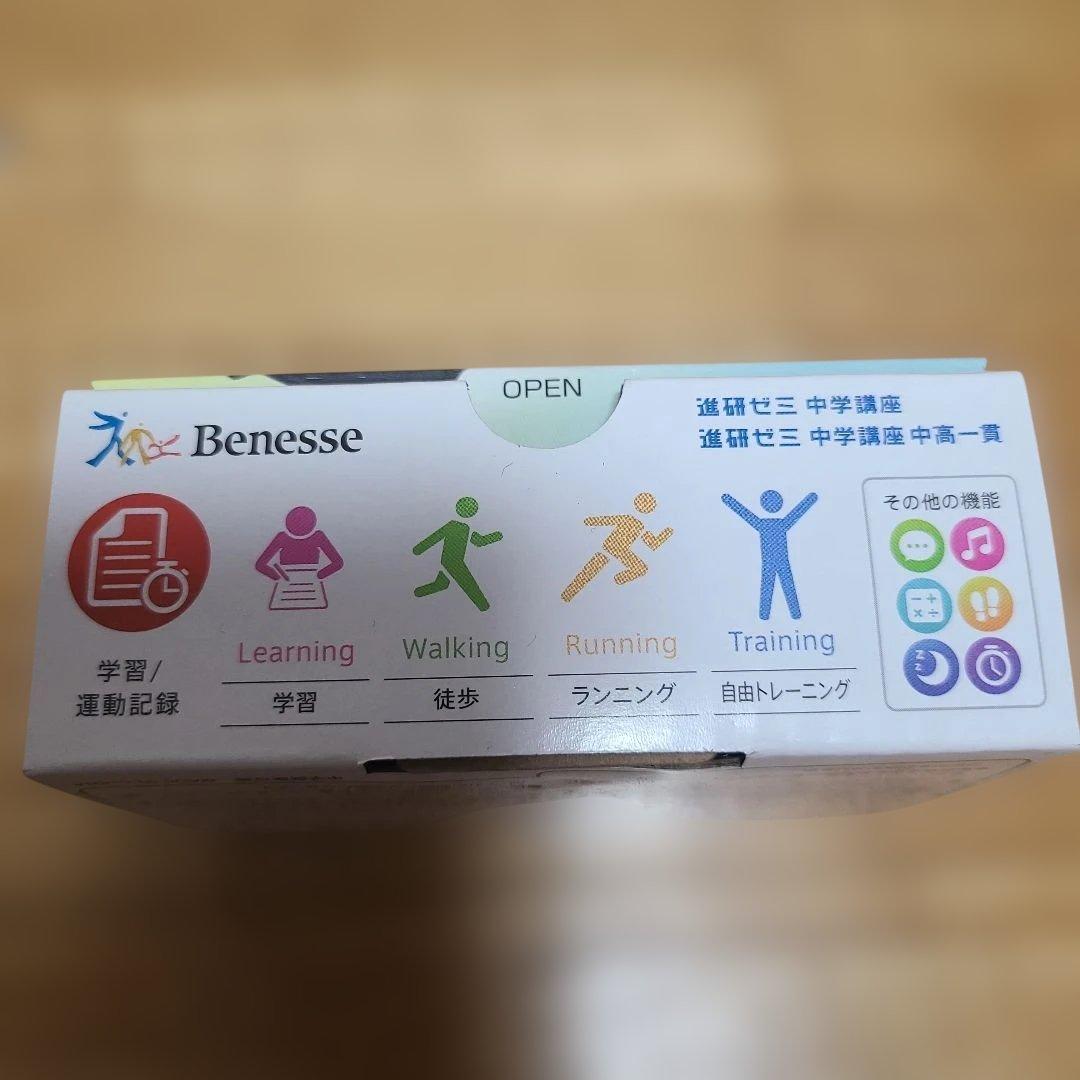 OPEN
Benesse
進研ゼミ 中学講座
進研ゼミ 中学講座 中高一貫
学習/
運動記録
Learning
学習
Walking
徒歩
Running
ランニング
Training
自由トレーニング
その他の機能
− +
× ÷
z
z